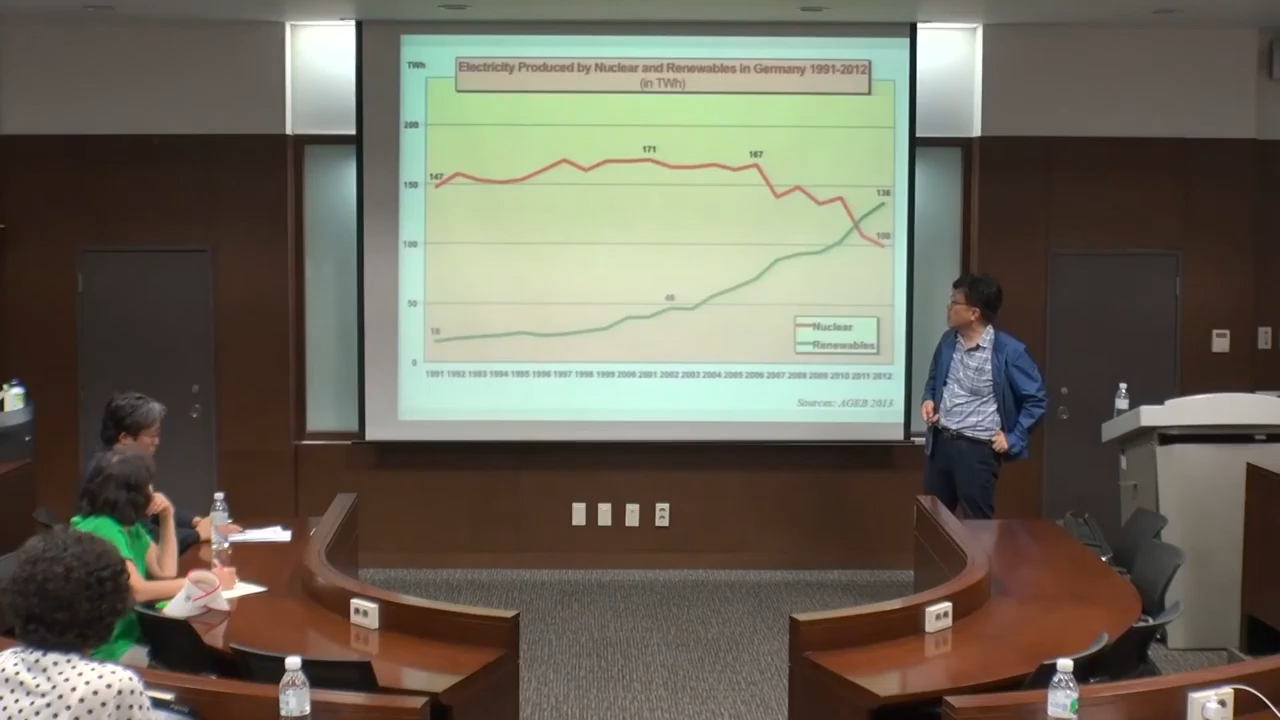 TWh
Electricity Produced by Nuclear and Renewables in Germany 1991-2012
(in TWh)
200
171
167
147
150
136
100
100
50
18
0
Nuclear
Renewables
1991 1992 1993 1994 1995 1996 1997 1998 1999 2000 2001 2002 2003 2004 2005 2006 2007 2008 2009 2010 2011 2012
Sources: AGEB 2013